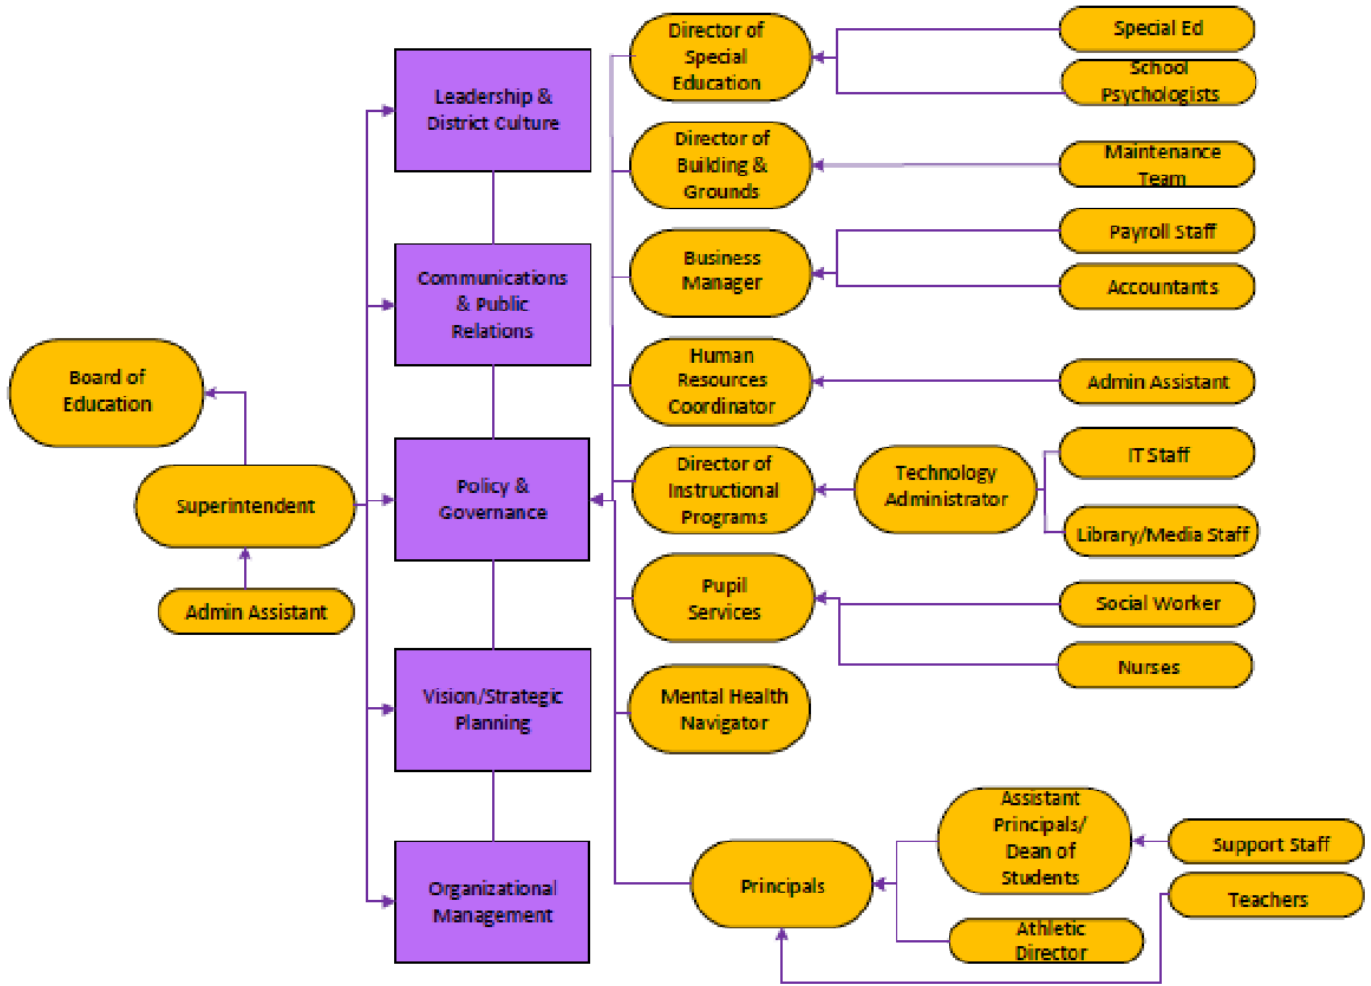 Board of
Education
Superintendent
Admin Assistant
Leadership &
District Culture
Communications
& Public
Relations
Policy &
Governance
Vision/Strategic
Planning
Organizational
Management
Director of
Special
Education
Director of
Building &
Grounds
Business
Manager
Human
Resources
Coordinator
Director of
Instructional
Programs
Pupil
Services
Mental Health
Navigator
Principals
Technology
Administrator
Assistant
Principals/
Dean of
Students
Athletic
Director
Special Ed
School
Psychologists
Maintenance
Team
Payroll Staff
Accountants
Admin Assistant
IT Staff
Library/Media Staff
Social Worker
Nurses
Support Staff
Teachers